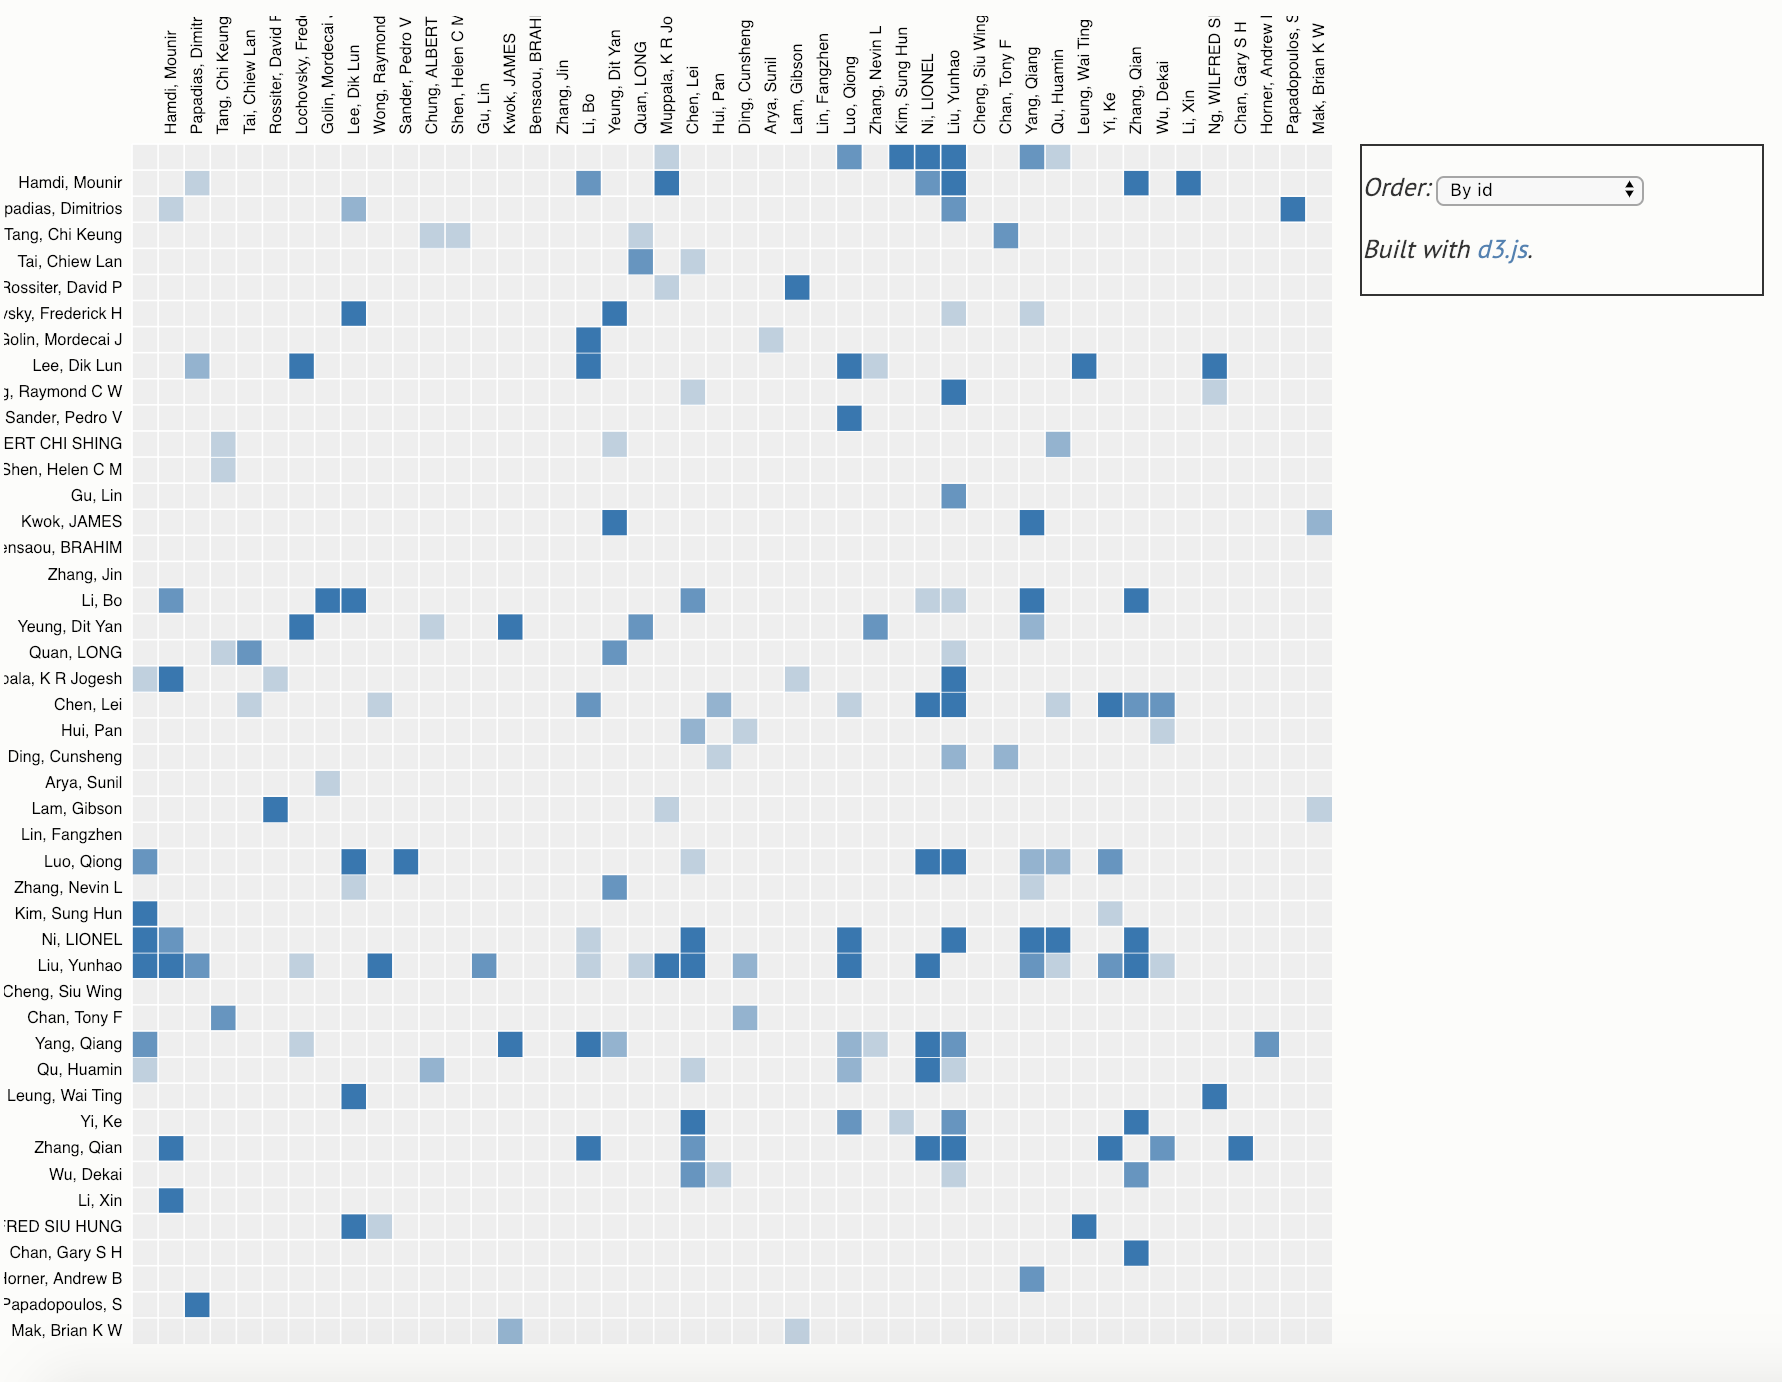 Hamdi, Mounir
Papadias, Dimitr
Tang, Chi Keung
Tai, Chiew Lan
Rossiter, David P
Lochovsky, Fred
Golin, Mordecai
Lee, Dik Lun
Wong, Raymond
Sander, Pedro V
Chung, ALBERT
Shen, Helen C M
Gu, Lin
Kwok, JAMES
Bensaou, BRAH
Zhang, Jin
Li, Bo
Yeung, Dit Yan
Quan, LONG
Muppala, K R Jo
Chen, Lei
Hui, Pan
Ding, Cunsheng
Arya, Sunil
Lam, Gibson
Lin, Fangzhen
Luo, Qiong
Zhang, Nevin L
Kim, Sung Hun
Ni, LIONEL
Liu, Yunhao
Cheng, Siu Wing
Chan, Tony F
Yang, Qiang
Qu, Huamin
Leung, Wai Ting
Yi, Ke
Zhang, Qian
Wu, Dekai
Li, Xin
Ng, WILFRED S
Chan, Gary S H
Horner, Andrew
Papadopoulos, S
Mak, Brian K W
Hamdi, Mounir
padias, Dimitrios
Tang, Chi Keung
Tai, Chiew Lan
Rossiter, David P
vsky, Frederick H
Golin, Mordecai J
Lee, Dik Lun
g, Raymond C W
Sander, Pedro V
ERT CHI SHING
Shen, Helen C M
Gu, Lin
Kwok, JAMES
ensaou, BRAHIM
Zhang, Jin
Li, Bo
Yeung, Dit Yan
Quan, LONG
pala, K R Jogesh
Chen, Lei
Hui, Pan
Ding, Cunsheng
Arya, Sunil
Lam, Gibson
Lin, Fangzhen
Luo, Qiong
Zhang, Nevin L
Kim, Sung Hun
Ni, LIONEL
Liu, Yunhao
Cheng, Siu Wing
Chan, Tony F
Yang, Qiang
Qu, Huamin
Leung, Wai Ting
Yi, Ke
Zhang, Qian
Wu, Dekai
Li, Xin
FRED SIU HUNG
Chan, Gary S H
Horner, Andrew B
Papadopoulos, S
Mak, Brian K W
Order: By id
Built with d3.js.